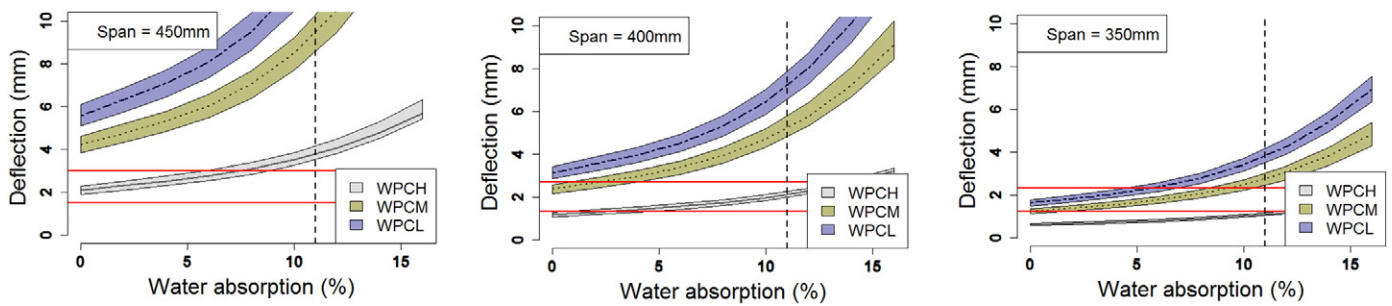 Span = 450mm
10
8
6
4
2
0
Deflection (mm)
WPCH
WPCM
WPCL
0
5
10
15
Water absorption (%)
Span = 400mm
10
8
6
4
2
0
Deflection (mm)
WPCH
WPCM
WPCL
0
5
10
15
Water absorption (%)
Span = 350mm
10
8
6
4
2
0
Deflection (mm)
WPCH
WPCM
WPCL
0
5
10
15
Water absorption (%)